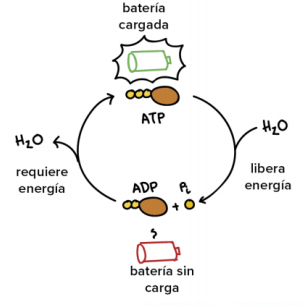 batería
cargada
ATP
H₂O
libera
energía
ADP + Pᵢ
batería sin
carga
H₂O
requiere
energía